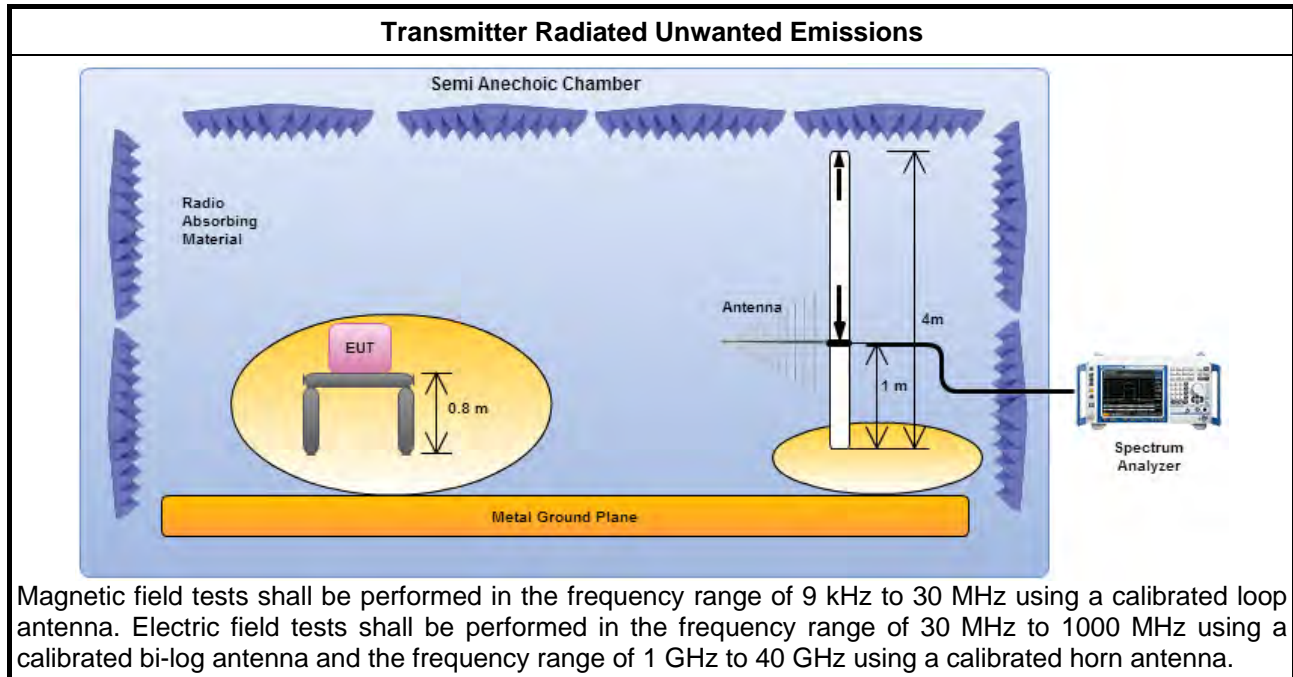 Transmitter Radiated Unwanted Emissions
Semi Anechoic Chamber
Radio
Absorbing
Material
Antenna
4m
EUT
1 m
0.8 m
Spectrum
Analyzer
Metal Ground Plane
Magnetic field tests shall be performed in the frequency range of 9 kHz to 30 MHz using a calibrated loop
antenna. Electric field tests shall be performed in the frequency range of 30 MHz to 1000 MHz using a
calibrated bi-log antenna and the frequency range of 1 GHz to 40 GHz using a calibrated horn antenna.